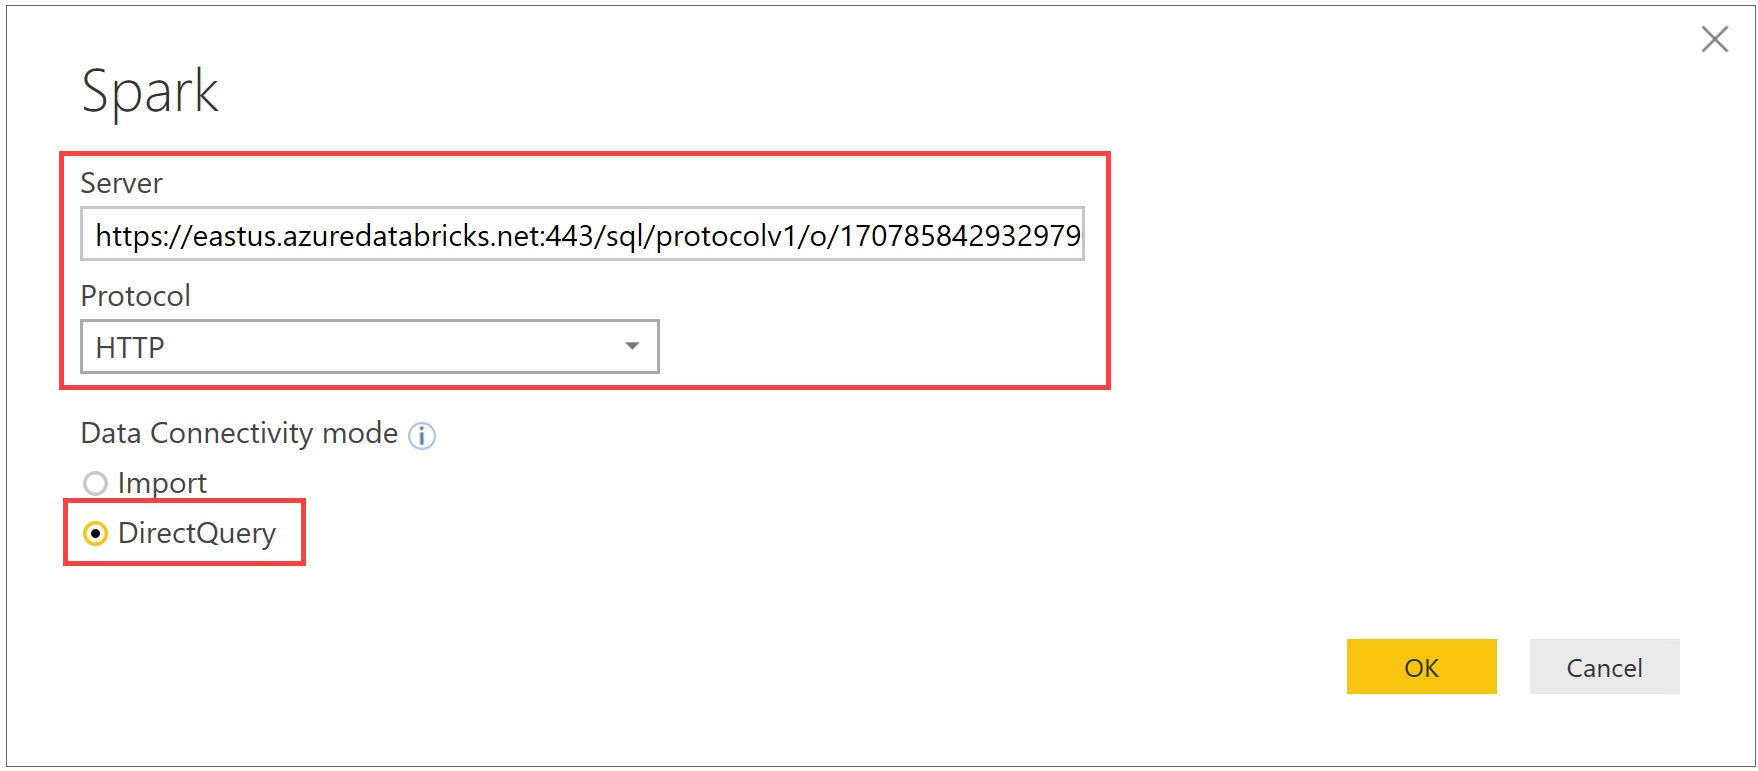 Spark
Server
https://eastus.azuredatabricks.net:443/sql/protocolv1/o/170785842932979
Protocol
HTTP
Data Connectivity mode
Import
DirectQuery
OK
Cancel